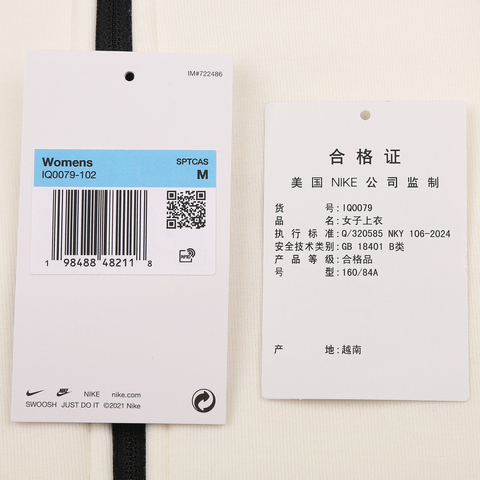 IM#722486
Womens SPTCAS
IQ0079-102 M
1 98488 48211 8
RFID
NIKE nike.com
SWOOSH JUST DO IT ©2021 Nike
合格证
美国 NIKE 公司监制
货号:IQ0079
品名:女子上衣
执行标准:Q/320585 NKY 106-2024
安全技术类别:GB 18401 B类
产品等级:合格品
号型:160/84A
产地:越南